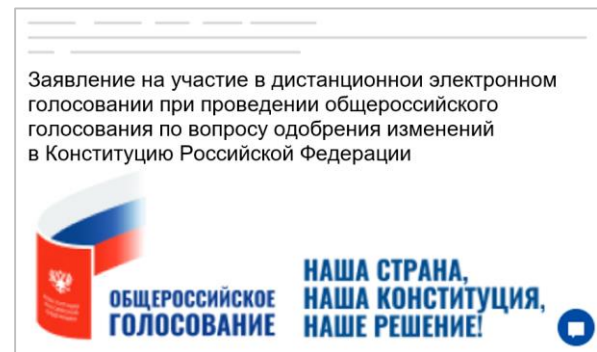 Заявление на участие в дистанционнои электронном
голосовании при проведении общероссийского
голосования по вопросу одобрения изменений
в Конституцию Российской Федерации
ОБЩЕРОССИЙСКОЕ
ГОЛОСОВАНИЕ
НАША СТРАНА,
НАША КОНСТИТУЦИЯ,
НАШЕ РЕШЕНИЕ!